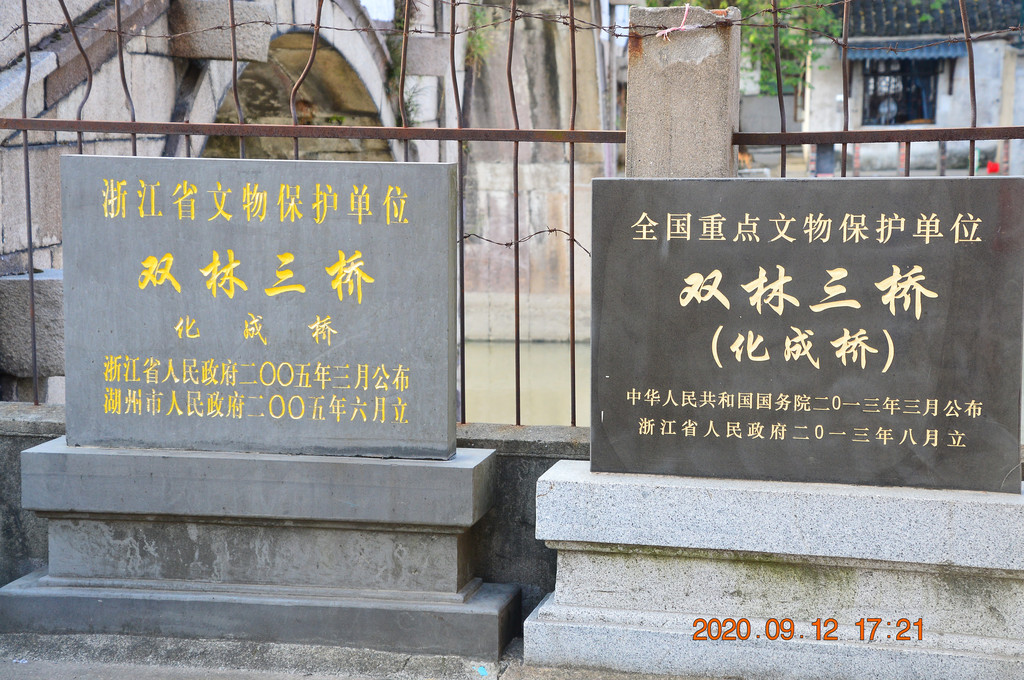 浙江省文物保护单位
双林三桥
化成桥
浙江省人民政府二〇〇五年三月公布
湖州市人民政府二〇〇五年六月立
全国重点文物保护单位
双林三桥
(化成桥)
中华人民共和国国务院二0一三年三月公布
浙江省人民政府二0一三年八月立
2020.09.12 17:21